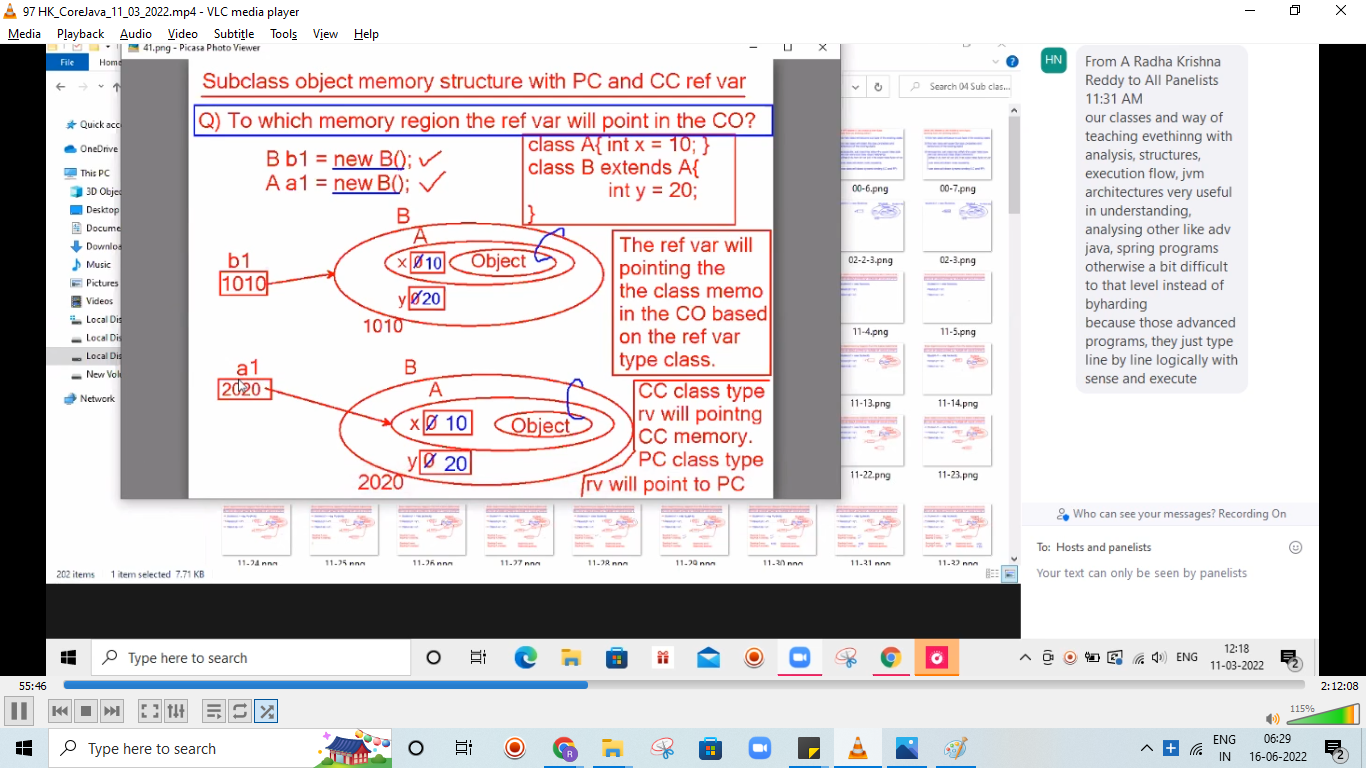 97 HK_CoreJava_11_03_2022.mp4 - VLC media player
Media Playback Audio Video Subtitle Tools View Help
41.png - Picasa Photo Viewer
File
Search 04 Sub clas...
Quick acc
OneDrive
This PC
3D Objec
Desktop
Docume
Downloa
Music
Pictures
Videos
Local Dis
Local Dis
Local Dis
New Volu
Network
Subclass object memory structure with PC and CC ref var
Q) To which memory region the ref var will point in the CO?
B b1 = new B();
A a1 = new B();
class A{ int x = 10; }
class B extends A{
int y = 20;
}
B
A
b1
1010
x 0 10
Object
y 0 20
1010
The ref var will
pointing the
the class memo
in the CO based
on the ref var
type class.
a1
2020
B
A
x 0 10
Object
y 0 20
2020
CC class type
rv will pointng
CC memory.
PC class type
rv will point to PC
00-6.png 00-7.png
02-2-3.png 02-3.png
11-4.png 11-5.png
11-13.png 11-14.png
11-22.png 11-23.png
11-24.png 11-25.png 11-26.png 11-27.png 11-28.png 11-29.png 11-30.png 11-31.png 11-32.png
202 items 1 item selected 7.71 KB
HN
From A Radha Krishna
Reddy to All Panelists
11:31 AM
our classes and way of
teaching evethinng with
analysis, structures,
execution flow, jvm
architectures very useful
in understanding,
analysing other like adv
java, spring programs
otherwise a bit difficult
to that level instead of
byharding
because those advanced
programs, they just type
line by line logically with
sense and execute
Who can see your messages? Recording On
To: Hosts and panelists
Your text can only be seen by panelists
Type here to search
ENG
12:18
11-03-2022
2
55:46
2:12:08
115%
Type here to search
ENG
IN
06:29
16-06-2022
2